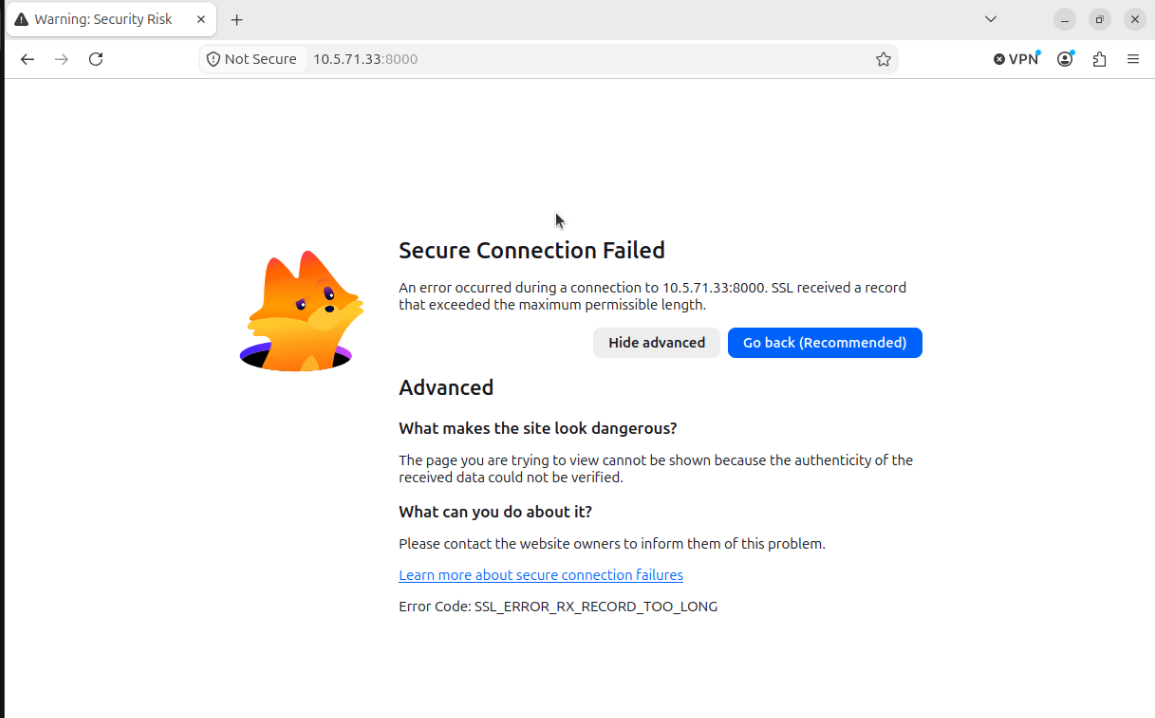 Warning: Security Risk
Not Secure 10.5.71.33:8000 VPN
Secure Connection Failed
An error occurred during a connection to 10.5.71.33:8000. SSL received a record
that exceeded the maximum permissible length.
Hide advanced Go back (Recommended)
Advanced
What makes the site look dangerous?
The page you are trying to view cannot be shown because the authenticity of the
received data could not be verified.
What can you do about it?
Please contact the website owners to inform them of this problem.
Learn more about secure connection failures
Error Code: SSL_ERROR_RX_RECORD_TOO_LONG